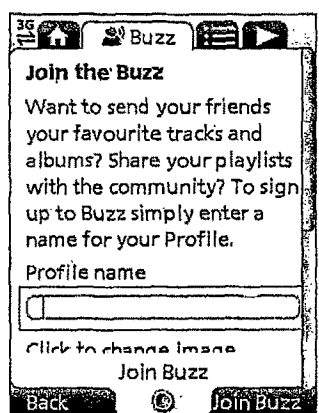 3G
Buzz
Join the Buzz
Want to send your friends
your favourite tracks and
albums? Share your playlists
with the community? To sign
up to Buzz simply enter a
name for your Profile.
Profile name
Click to change image
Join Buzz
Back Join Buzz